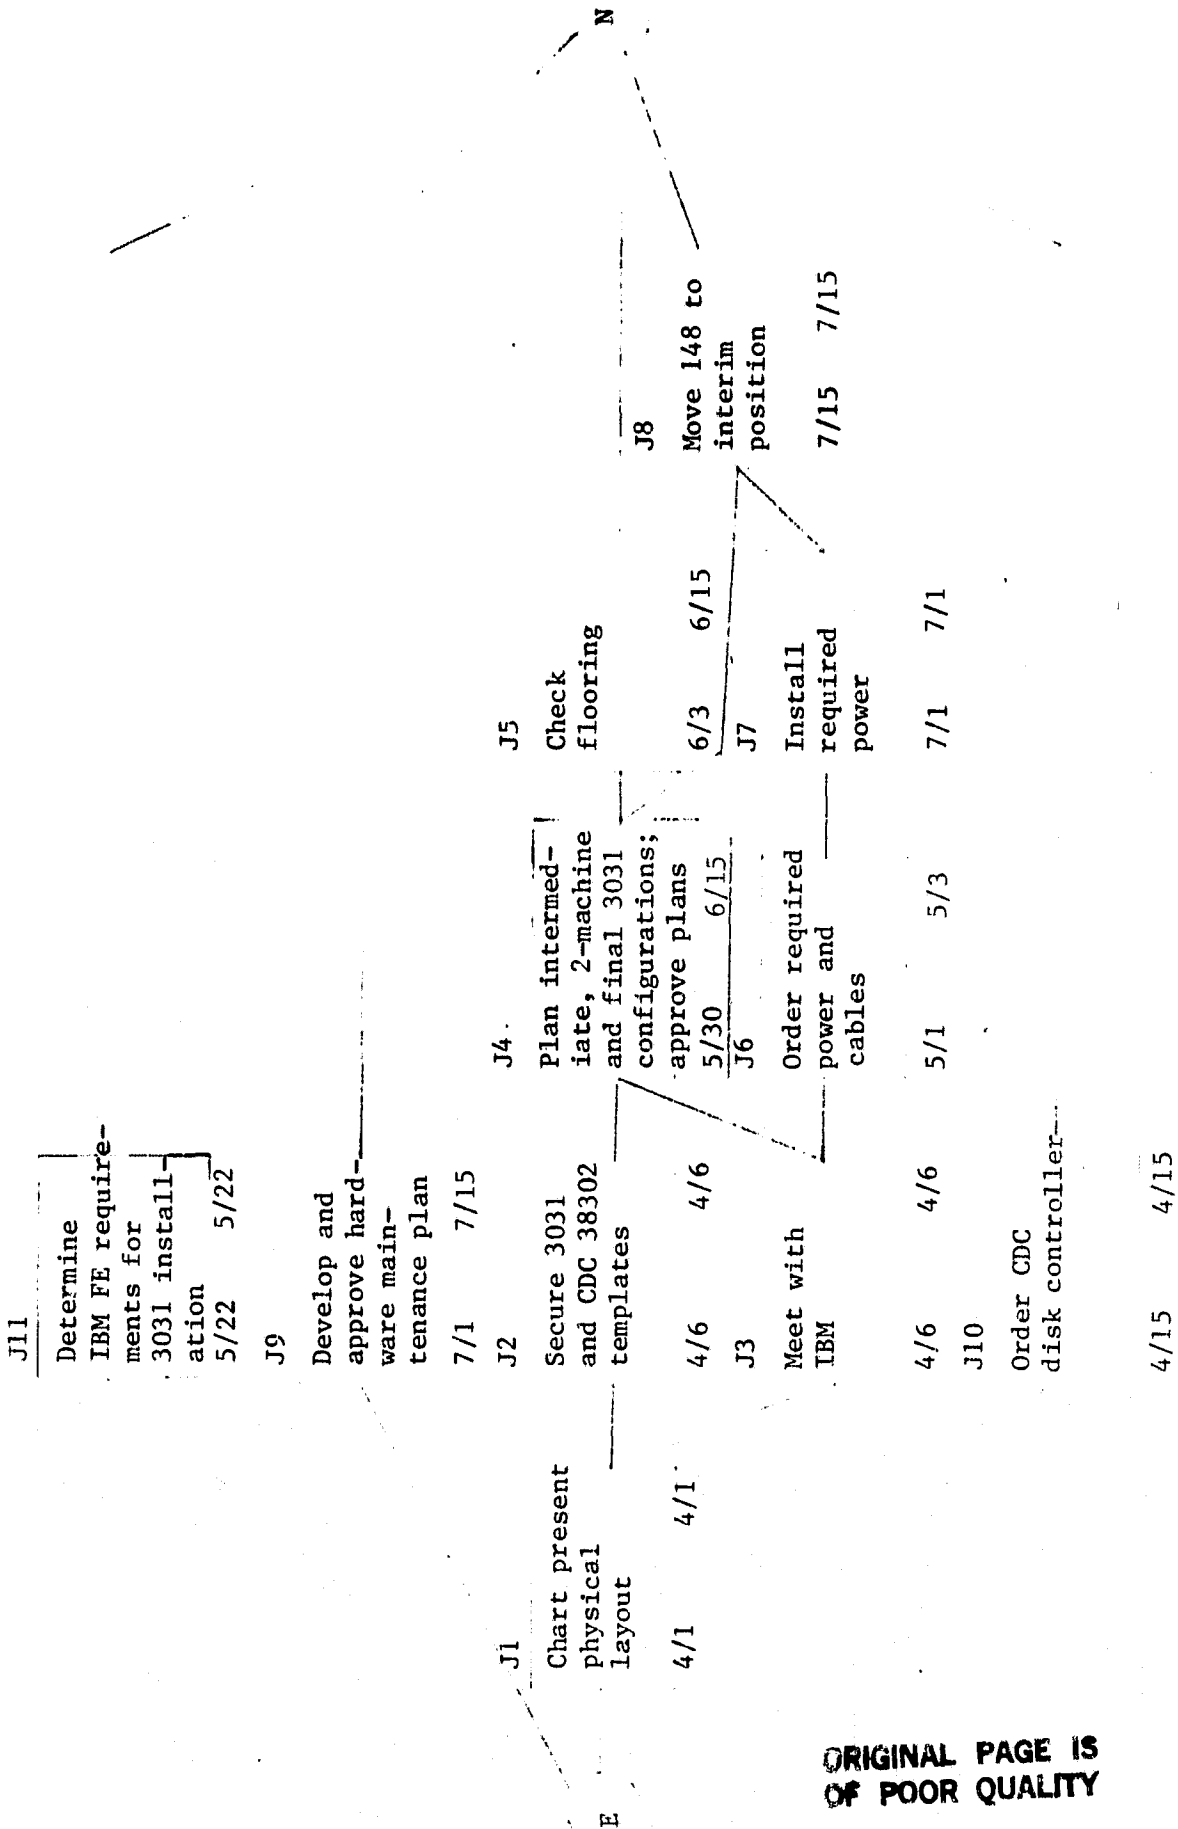 E
J1
Chart present
physical
layout
4/1 4/1
J11
Determine
IBM FE require-
ments for
3031 install-
ation
5/22 5/22
J9
Develop and
approve hard-
ware main-
tenance plan
7/1 7/15
J2
Secure 3031
and CDC 38302
templates
4/6 4/6
J3
Meet with
IBM
4/6 4/6
J10
Order CDC
disk controller
4/15 4/15
J4
Plan intermed-
iate, 2-machine
and final 3031
configurations;
approve plans
5/30 6/15
J6
Order required
power and
cables
5/1 5/3
J5
Check
flooring
6/3 6/15
J7
Install
required
power
7/1 7/1
J8
Move 148 to
interim
position
7/15 7/15
N
ORIGINAL PAGE IS
OF POOR QUALITY